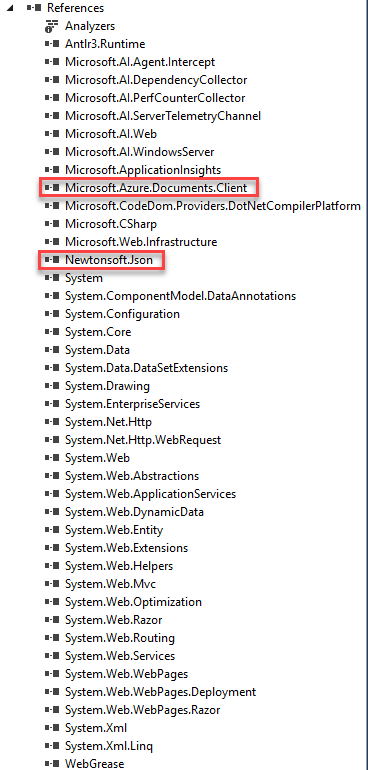 References
Analyzers
Antlr3.Runtime
Microsoft.AI.Agent.Intercept
Microsoft.AI.DependencyCollector
Microsoft.AI.PerfCounterCollector
Microsoft.AI.ServerTelemetryChannel
Microsoft.AI.Web
Microsoft.AI.WindowsServer
Microsoft.ApplicationInsights
Microsoft.Azure.Documents.Client
Microsoft.CodeDom.Providers.DotNetCompilerPlatform
Microsoft.CSharp
Microsoft.Web.Infrastructure
Newtonsoft.Json
System
System.ComponentModel.DataAnnotations
System.Configuration
System.Core
System.Data
System.Data.DataSetExtensions
System.Drawing
System.EnterpriseServices
System.Net.Http
System.Net.Http.WebRequest
System.Web
System.Web.Abstractions
System.Web.ApplicationServices
System.Web.DynamicData
System.Web.Entity
System.Web.Extensions
System.Web.Helpers
System.Web.Mvc
System.Web.Optimization
System.Web.Razor
System.Web.Routing
System.Web.Services
System.Web.WebPages
System.Web.WebPages.Deployment
System.Web.WebPages.Razor
System.Xml
System.Xml.Linq
WebGrease